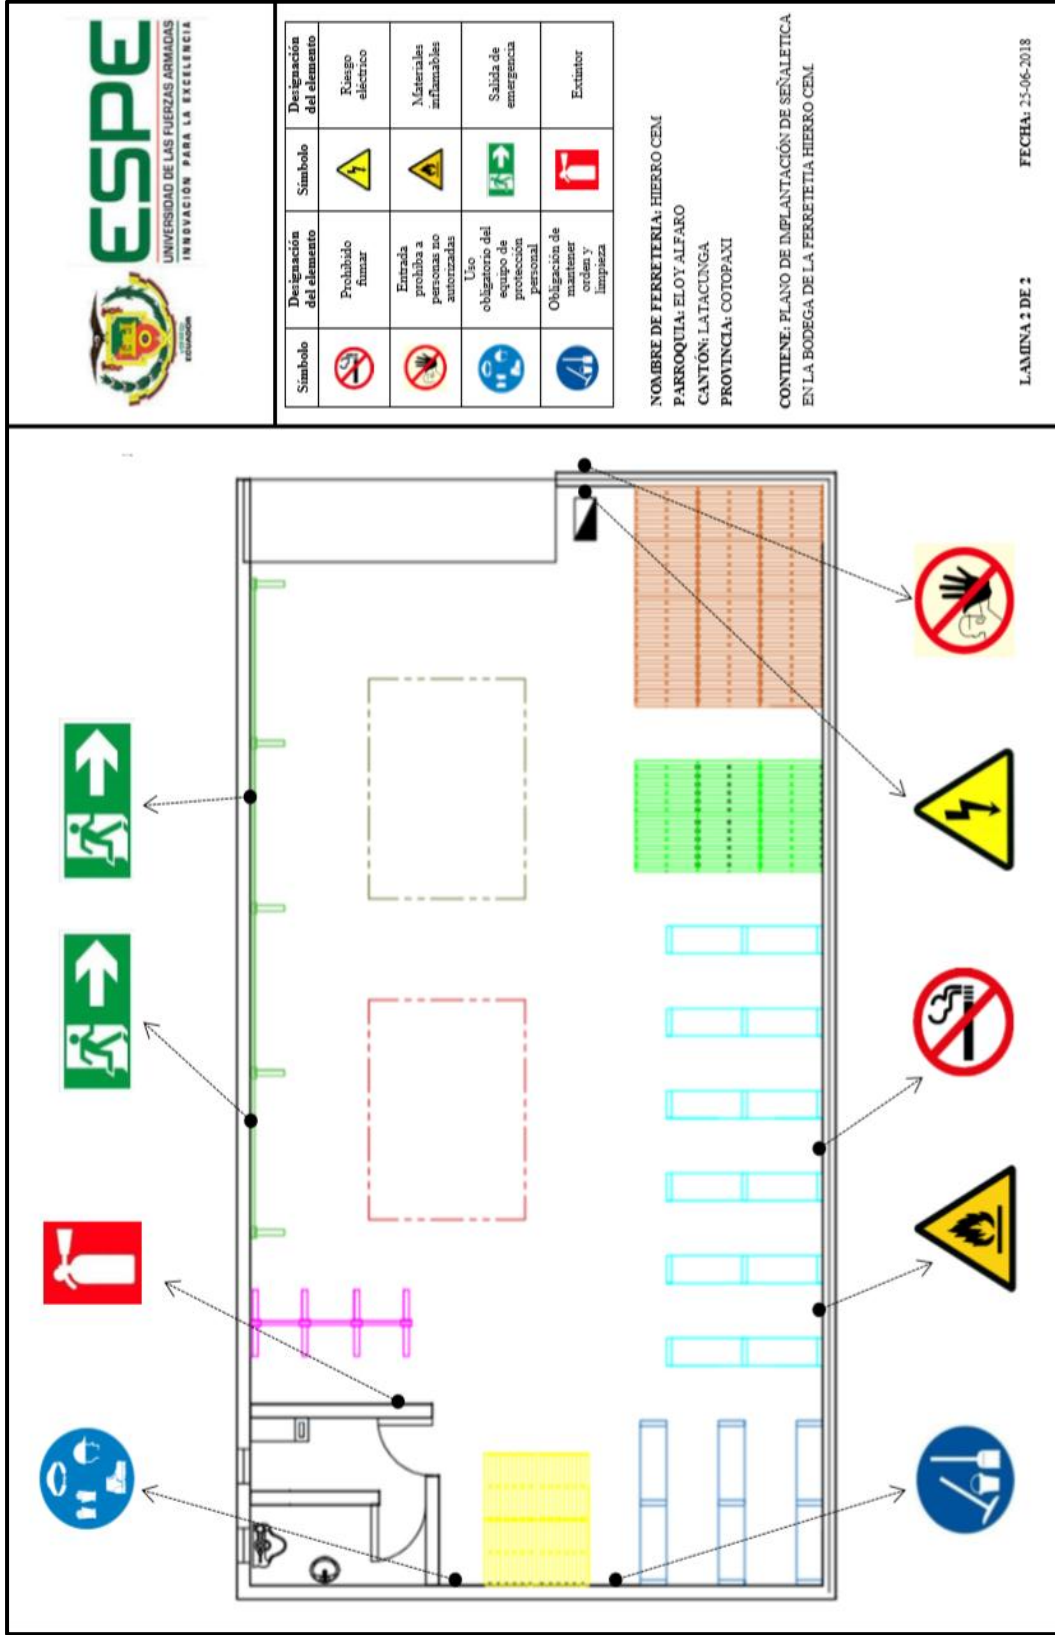 ESPE
UNIVERSIDAD DE LAS FUERZAS ARMADAS
INNOVACIÓN PARA LA EXCELENCIA
ECUADOR
Símbolo
Designación
del elemento
Símbolo
Designación
del elemento
Prohibido
fumar
Riesgo
eléctrico
Entrada
prohiba a
personas no
autorizadas
Materiales
inflamables
Uso
obligatorio del
equipo de
protección
personal
Salida de
emergencia
Obligación de
mantener
orden y
limpieza
Extintor
NOMBRE DE FERRETERIA: HIERRO CEM
PARROQUIA: ELOY ALFARO
CANTÓN: LATACUNGA
PROVINCIA: COTOPAXI
CONTIENE: PLANO DE IMPLANTACIÓN DE SEÑALETICA
EN LA BODEGA DE LA FERRETETIA HIERRO CEM.
LAMINA 2 DE 2
FECHA: 25-06-2018